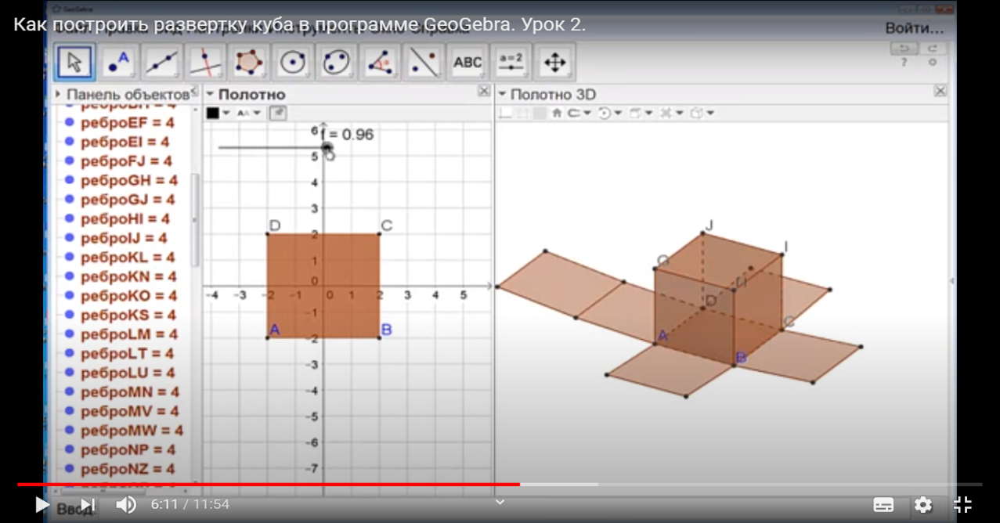 GeoGebra
Как построить развертку куба в программе GeoGebra. Урок 2.
Войти...
A
ABC
a=2
?
Панель объектов
Полотно
Полотно 3D
AA
реброEF = 4
реброEI = 4
реброFJ = 4
реброGH = 4
реброGJ = 4
реброHI = 4
реброIJ = 4
реброKL = 4
реброKN = 4
реброKO = 4
реброKS = 4
реброLM = 4
реброLT = 4
реброLU = 4
реброMN = 4
реброMV = 4
реброMW = 4
реброNP = 4
реброNZ = 4
f = 0.96
6
5
4
3
2
1
0
-1
-2
-3
-4
-5
-6
-7
-4 -3 -2 -1 0 1 2 3 4 5
D C
A B
J
I
G
H
D
C
A
B
Ввод:
6:11 / 11:54